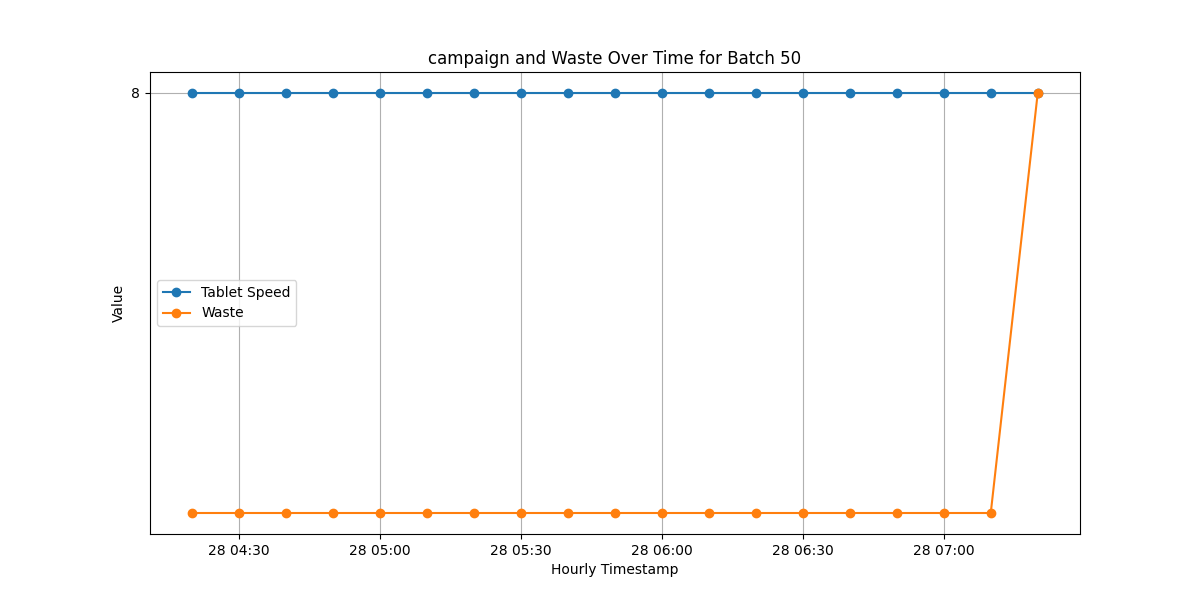 campaign and Waste Over Time for Batch 50
8
Value
Tablet Speed
Waste
28 04:30 28 05:00 28 05:30 28 06:00 28 06:30 28 07:00
Hourly Timestamp